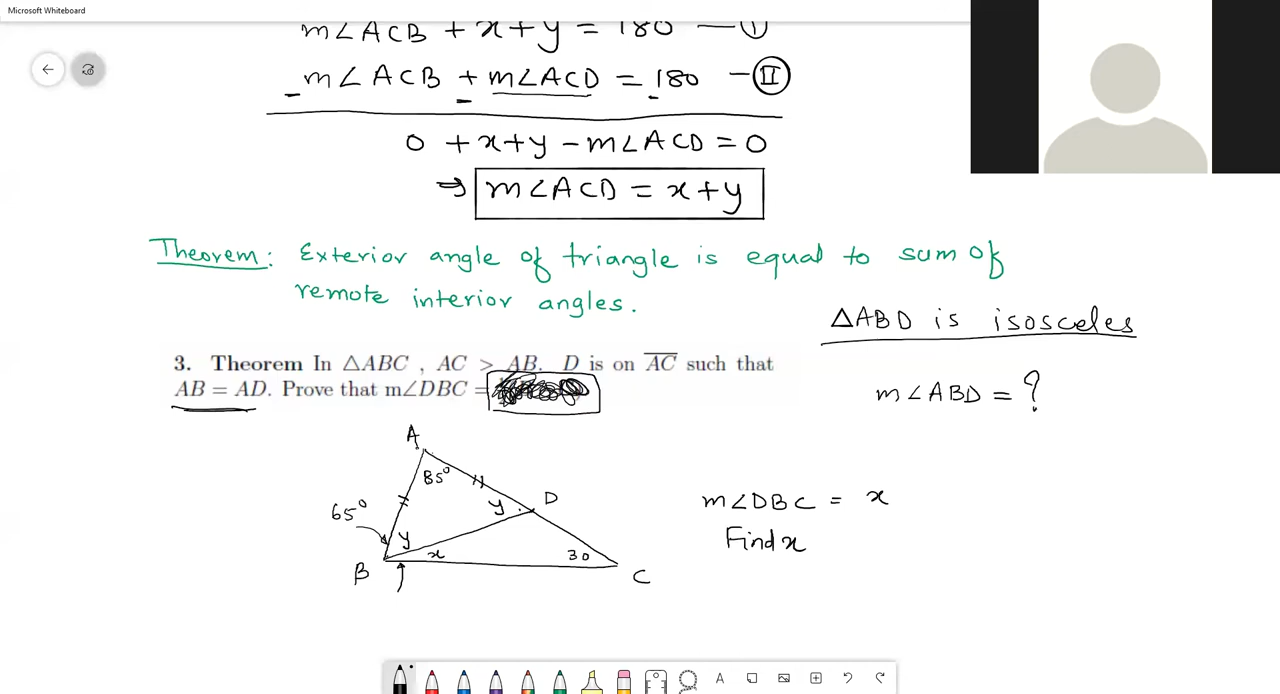 Microsoft Whiteboard
m∠ACB + x + y = 180 — I
m∠ACB + m∠ACD = 180 — II
0 + x + y − m∠ACD = 0
⇒ m∠ACD = x + y
Theorem: Exterior angle of triangle is equal to sum of
remote interior angles.
△ABD is isosceles
3. Theorem In △ABC , AC > AB. D is on AC such that
AB = AD. Prove that m∠DBC =
m∠ABD = ?
A
85°
65°
y
D
y
x
30
B
C
m∠DBC = x
Find x
A